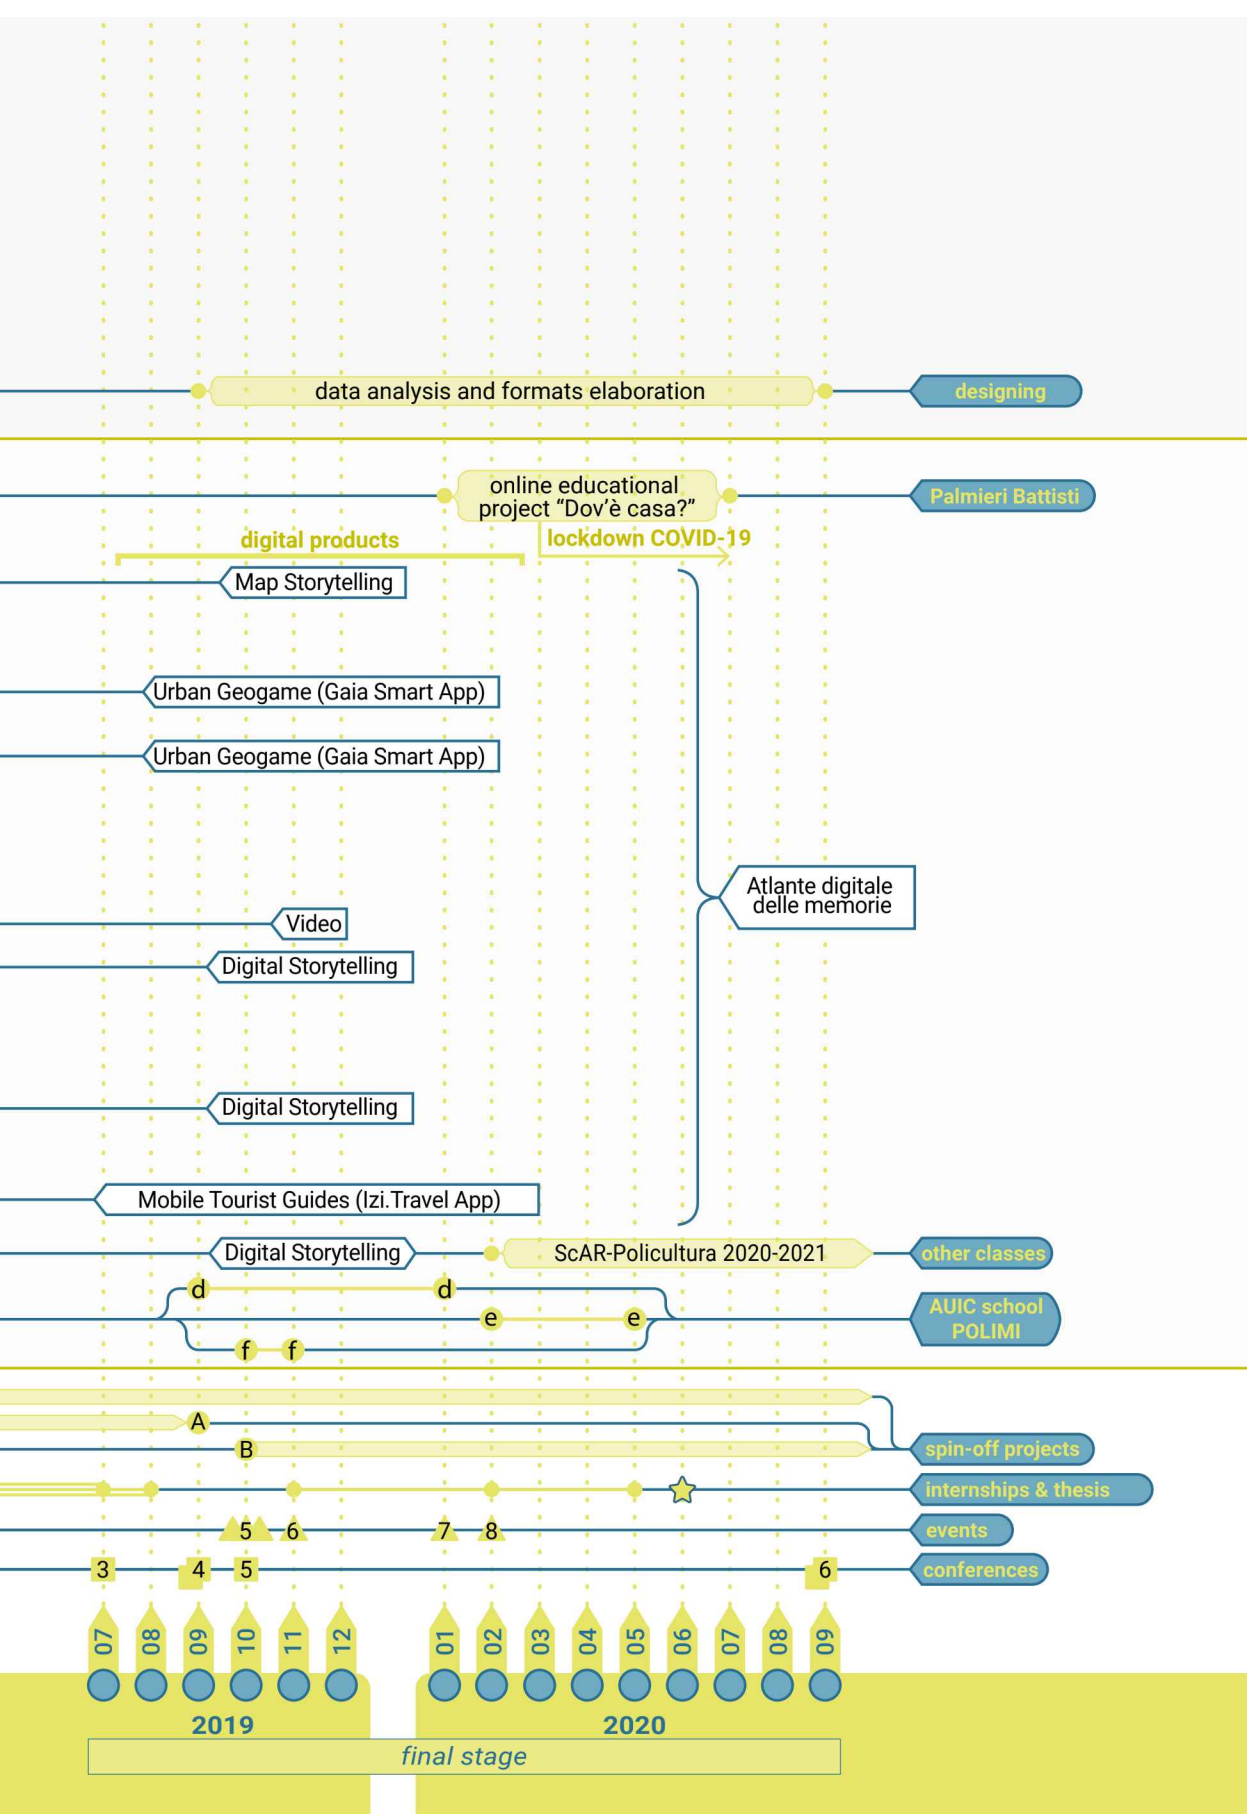 data analysis and formats elaboration
designing
online educational
project “Dov’è casa?”
Palmieri Battisti
digital products
lockdown COVID-19
Map Storytelling
Urban Geogame (Gaia Smart App)
Urban Geogame (Gaia Smart App)
Atlante digitale
delle memorie
Video
Digital Storytelling
Digital Storytelling
Mobile Tourist Guides (Izi.Travel App)
Digital Storytelling
ScAR-Policultura 2020-2021
other classes
d d
e e
f f
AUIC school
POLIMI
A
B
spin-off projects
internships & thesis
5 6 7 8
events
3 4 5 6
conferences
07 08 09 10 11 12 01 02 03 04 05 06 07 08 09
2019 2020
final stage